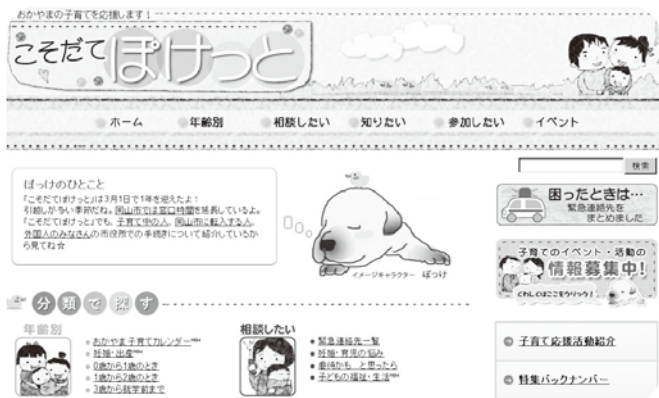 おかやまの子育てを応援します！
こそだてぽけっと
ホーム 年齢別 相談したい 知りたい 参加したい イベント
検索
ぽっけのひとこと
「こそだてぽけっと」は3月1日で1年を迎えたよ！
引越しが多い季節だね。岡山市では窓口時間を延長しているよ。
「こそだてぽけっと」でも、子育て中の人、岡山市に転入する人、
外国人のみなさんの市役所での手続きについて紹介しているか
ら見てね☆
イメージキャラクター ぽっけ
困ったときは…
緊急連絡先を
まとめました
子育てのイベント・活動の
情報募集中！
くわしくはここをクリック！
分類で探す
年齢別
おかやま子育てカレンダー
妊娠・出産
0歳から1歳のとき
1歳から2歳のとき
3歳から就学前まで
相談したい
緊急連絡先一覧
妊娠・育児の悩み
虐待かも と思ったら
子どもの福祉・生活
子育て応援活動紹介
特集バックナンバー